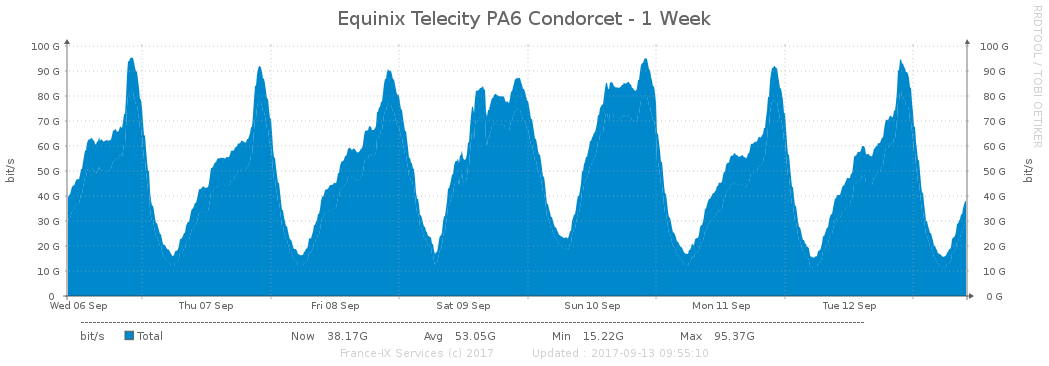 Equinix Telecity PA6 Condorcet - 1 Week
RRDTOOL / TOBI OETIKER
100 G 100 G
90 G 90 G
80 G 80 G
70 G 70 G
60 G 60 G
50 G 50 G
40 G 40 G
30 G 30 G
20 G 20 G
10 G 10 G
0 0 G
bit/s
bit/s
Wed 06 Sep Thu 07 Sep Fri 08 Sep Sat 09 Sep Sun 10 Sep Mon 11 Sep Tue 12 Sep
bit/s Total Now 38.17G Avg 53.05G Min 15.22G Max 95.37G
France-IX Services (c) 2017 Updated : 2017-09-13 09:55:10